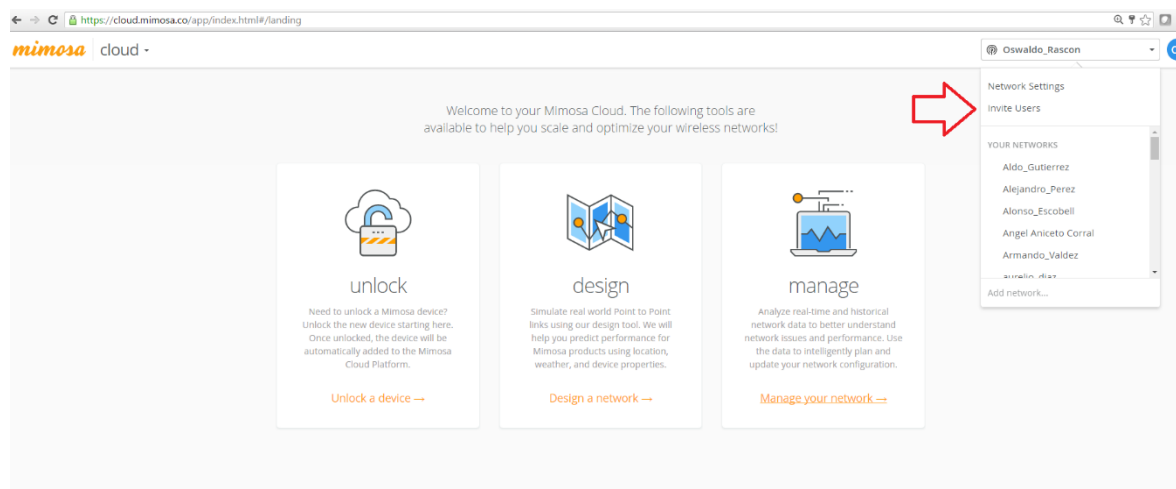 https://cloud.mimosa.co/app/index.html#/landing
mimosa cloud
Oswaldo_Rascon
Network Settings
Invite Users
YOUR NETWORKS
Aldo_Gutierrez
Alejandro_Perez
Alonso_Escobell
Angel Aniceto Corral
Armando_Valdez
aurelio_diaz
Add network...
Welcome to your Mimosa Cloud. The following tools are
available to help you scale and optimize your wireless networks!
unlock
Need to unlock a Mimosa device?
Unlock the new device starting here.
Once unlocked, the device will be
automatically added to the Mimosa
Cloud Platform.
Unlock a device →
design
Simulate real world Point to Point
links using our design tool. We will
help you predict performance for
Mimosa products using location,
weather, and device properties.
Design a network →
manage
Analyze real-time and historical
network data to better understand
network issues and performance. Use
the data to intelligently plan and
update your network configuration.
Manage your network →